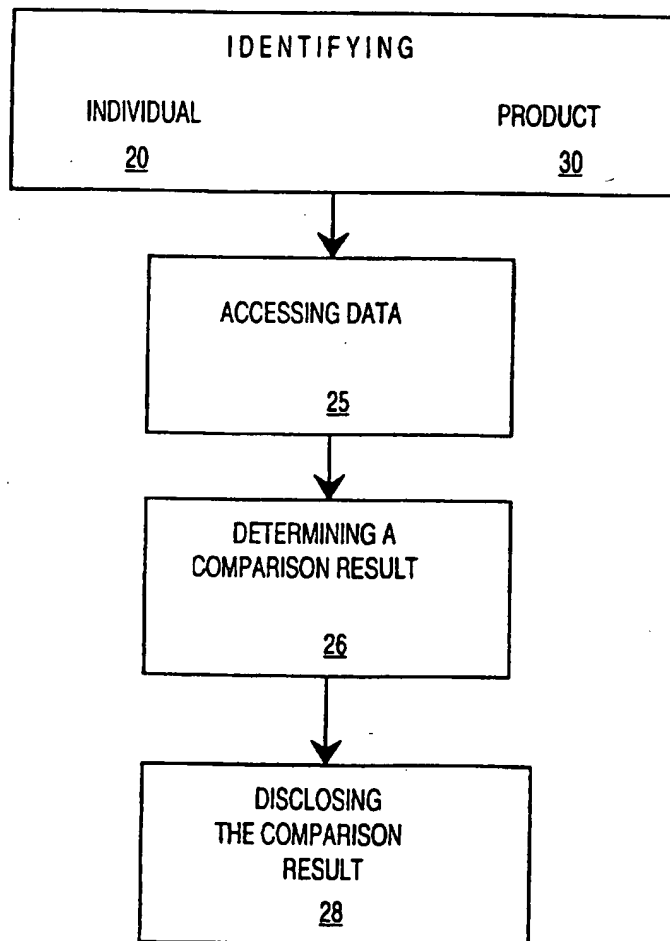 IDENTIFYING
INDIVIDUAL PRODUCT
20 30
ACCESSING DATA
25
DETERMINING A
COMPARISON RESULT
26
DISCLOSING
THE COMPARISON
RESULT
28